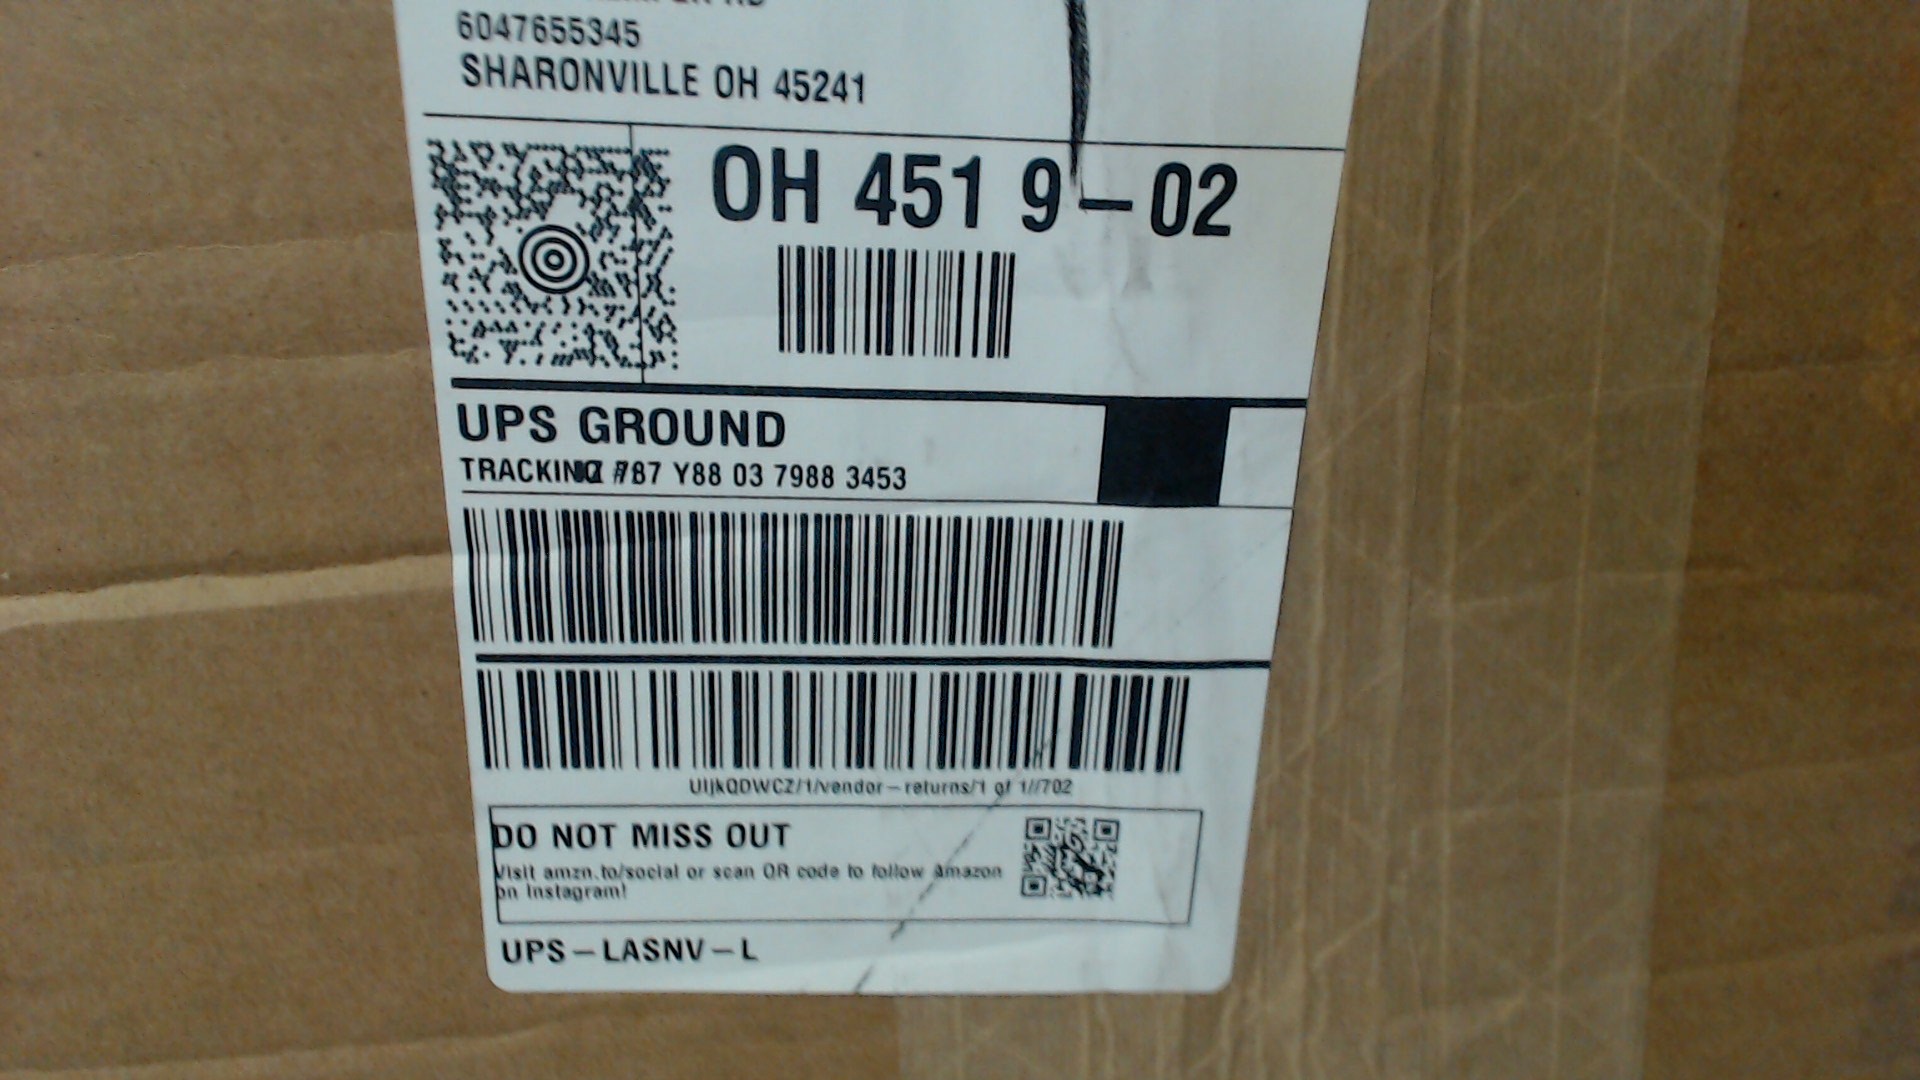 6047655345
SHARONVILLE OH 45241
OH 451 9-02
UPS GROUND
TRACKING #787 Y88 03 7988 3453
UIjkQDWCZ/1/vendor-returns/1 of 1//702
DO NOT MISS OUT
Visit amzn.to/social or scan QR code to follow Amazon
on Instagram!
UPS-LASNV-L